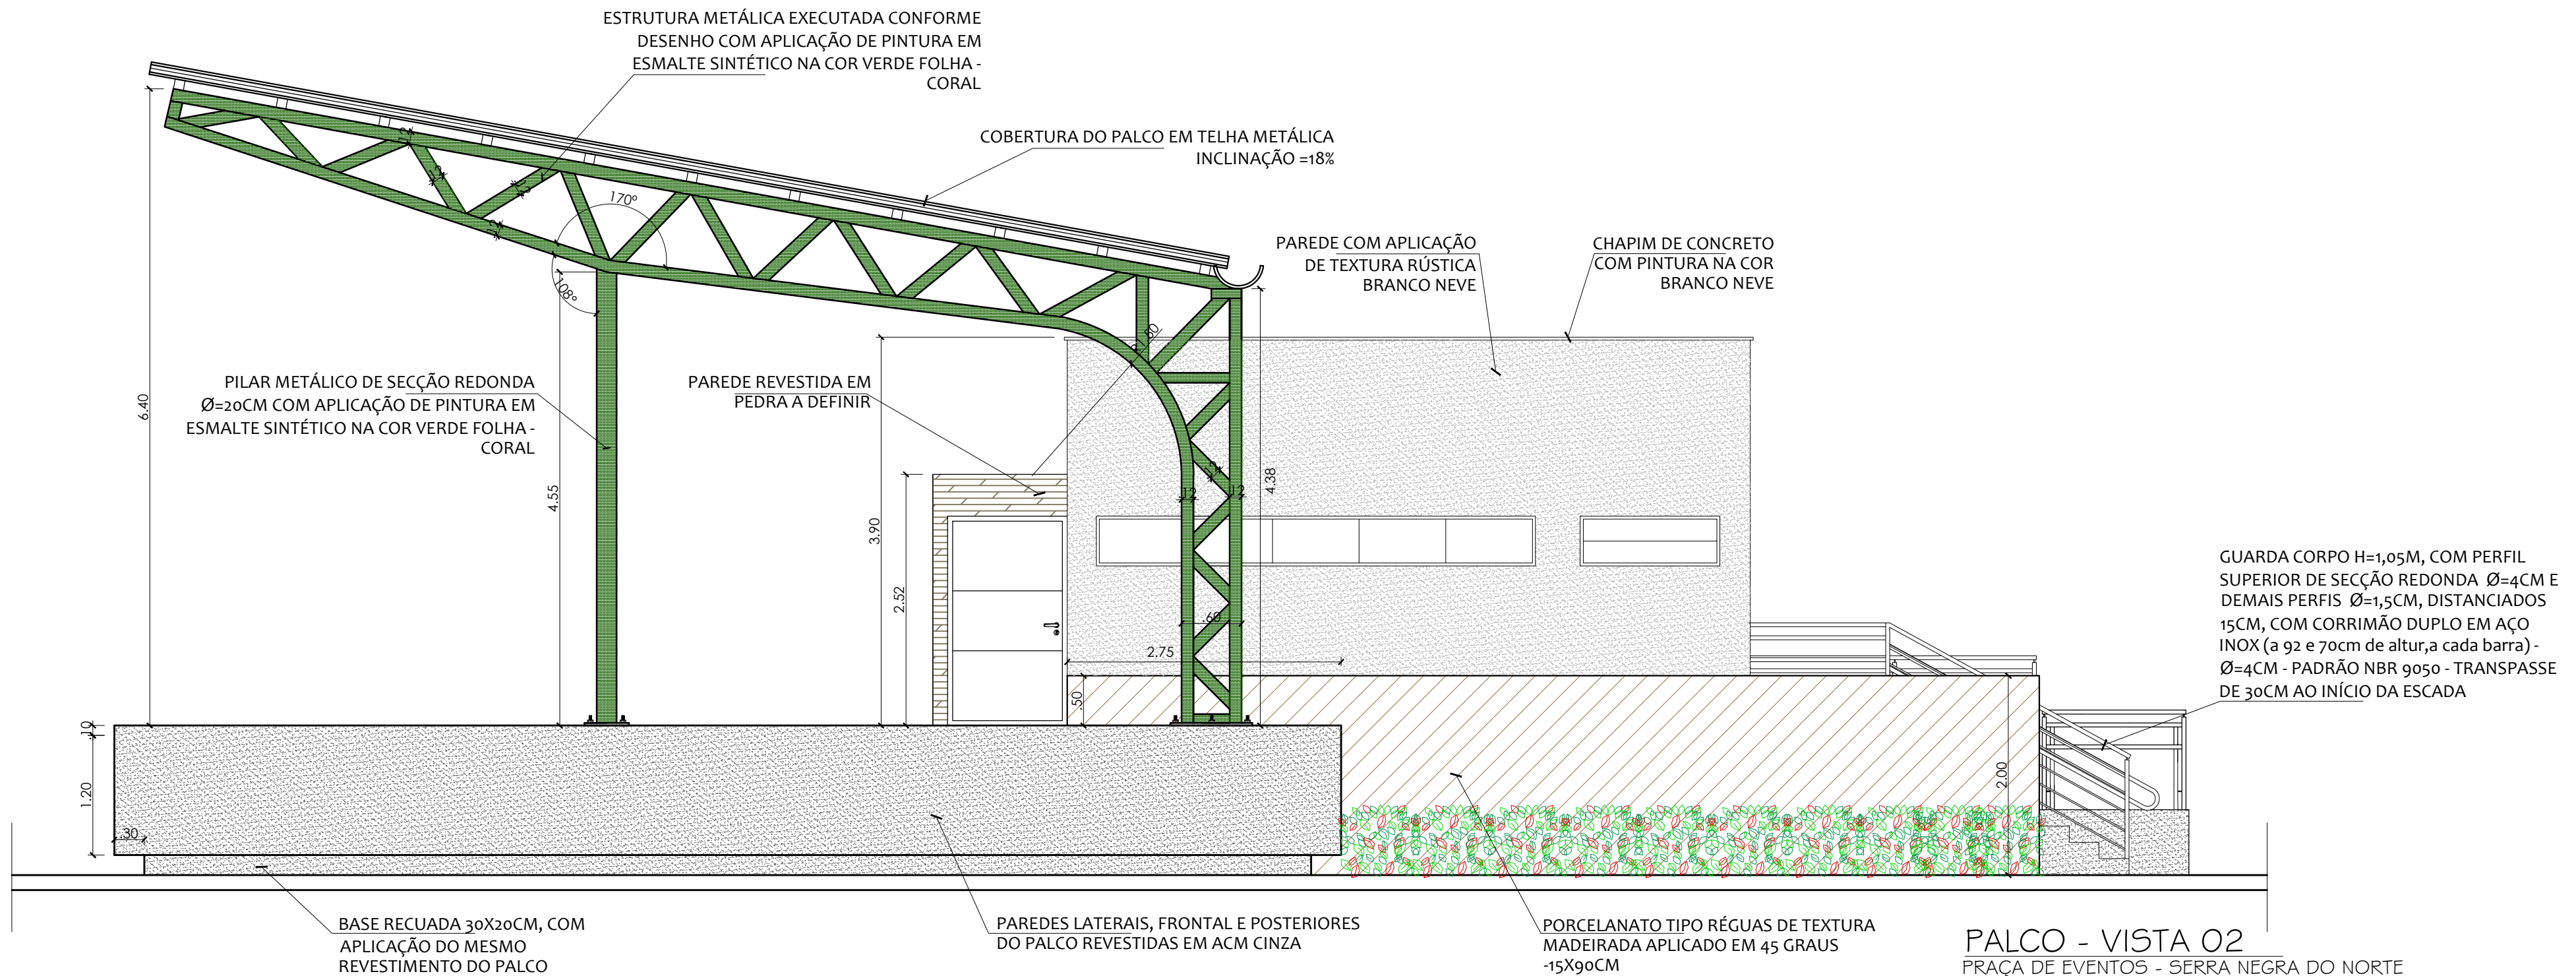 ESTRUTURA METÁLICA EXECUTADA CONFORME
DESENHO COM APLICAÇÃO DE PINTURA EM
ESMALTE SINTÉTICO NA COR VERDE FOLHA -
CORAL
COBERTURA DO PALCO EM TELHA METÁLICA
INCLINAÇÃO =18%
PAREDE COM APLICAÇÃO
DE TEXTURA RÚSTICA
BRANCO NEVE
CHAPIM DE CONCRETO
COM PINTURA NA COR
BRANCO NEVE
170°
108°
PILAR METÁLICO DE SECÇÃO REDONDA
Ø=20CM COM APLICAÇÃO DE PINTURA EM
ESMALTE SINTÉTICO NA COR VERDE FOLHA -
CORAL
PAREDE REVESTIDA EM
PEDRA A DEFINIR
6.40
4.55
3.90
2.52
4.38
.12
.12
.60
2.75
.50
GUARDA CORPO H=1,05M, COM PERFIL
SUPERIOR DE SECÇÃO REDONDA Ø=4CM E
DEMAIS PERFIS Ø=1,5CM, DISTANCIADOS
15CM, COM CORRIMÃO DUPLO EM AÇO
INOX (a 92 e 70cm de altur,a cada barra) -
Ø=4CM - PADRÃO NBR 9050 - TRANSPASSE
DE 30CM AO INÍCIO DA ESCADA
.10
1.20
.30
2.00
BASE RECUADA 30X20CM, COM
APLICAÇÃO DO MESMO
REVESTIMENTO DO PALCO
PAREDES LATERAIS, FRONTAL E POSTERIORES
DO PALCO REVESTIDAS EM ACM CINZA
PORCELANATO TIPO RÉGUAS DE TEXTURA
MADEIRADA APLICADO EM 45 GRAUS
-15X90CM
PALCO - VISTA 02
PRAÇA DE EVENTOS - SERRA NEGRA DO NORTE